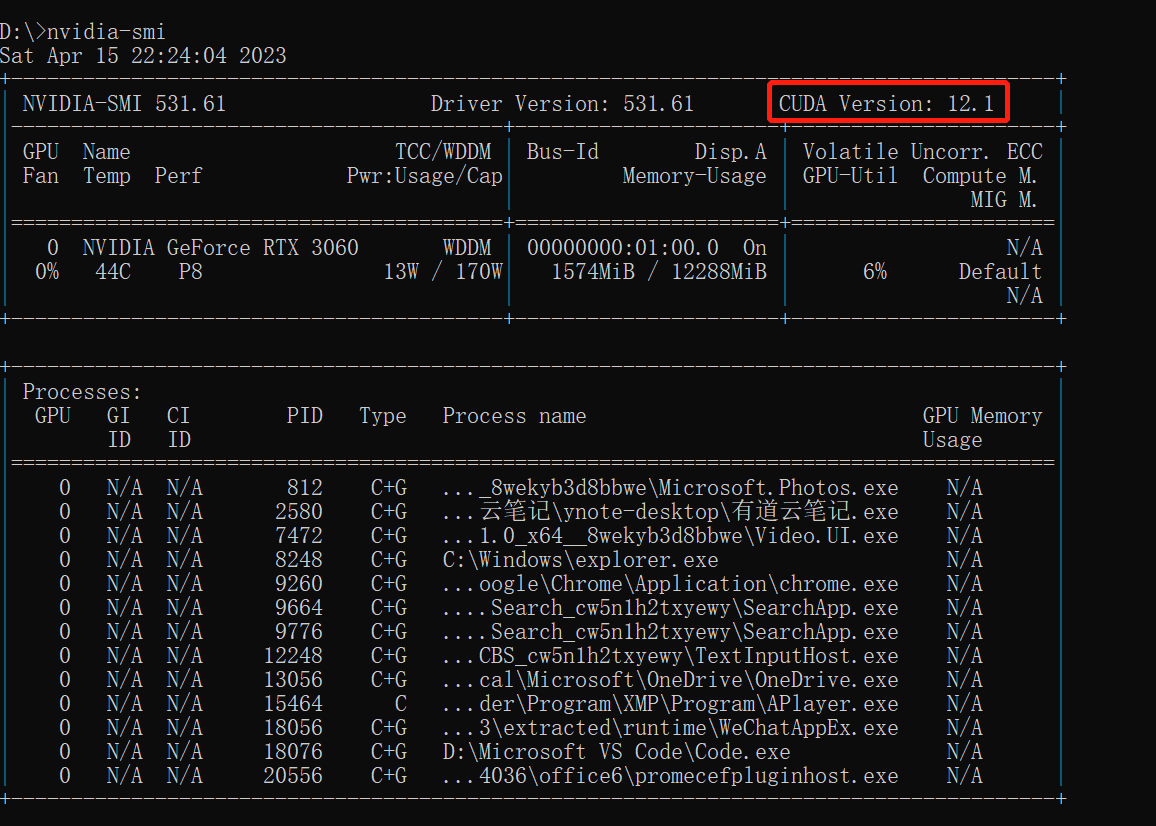 D:\>nvidia-smi
Sat Apr 15 22:24:04 2023
NVIDIA-SMI 531.61 Driver Version: 531.61 CUDA Version: 12.1
GPU Name TCC/WDDM Bus-Id Disp.A Volatile Uncorr. ECC
Fan Temp Perf Pwr:Usage/Cap Memory-Usage GPU-Util Compute M.
MIG M.
0 NVIDIA GeForce RTX 3060 WDDM 00000000:01:00.0 On N/A
0% 44C P8 13W / 170W 1574MiB / 12288MiB 6% Default
N/A
Processes:
GPU GI CI PID Type Process name GPU Memory
ID ID Usage
0 N/A N/A 812 C+G ..._8wekyb3d8bbwe\Microsoft.Photos.exe N/A
0 N/A N/A 2580 C+G ...云笔记\ynote-desktop\有道云笔记.exe N/A
0 N/A N/A 7472 C+G ...1.0_x64__8wekyb3d8bbwe\Video.UI.exe N/A
0 N/A N/A 8248 C+G C:\Windows\explorer.exe N/A
0 N/A N/A 9260 C+G ...oogle\Chrome\Application\chrome.exe N/A
0 N/A N/A 9664 C+G ....Search_cw5n1h2txyewy\SearchApp.exe N/A
0 N/A N/A 9776 C+G ....Search_cw5n1h2txyewy\SearchApp.exe N/A
0 N/A N/A 12248 C+G ...CBS_cw5n1h2txyewy\TextInputHost.exe N/A
0 N/A N/A 13056 C+G ...cal\Microsoft\OneDrive\OneDrive.exe N/A
0 N/A N/A 15464 C ...der\Program\XMP\Program\APlayer.exe N/A
0 N/A N/A 18056 C+G ...3\extracted\runtime\WeChatAppEx.exe N/A
0 N/A N/A 18076 C+G D:\Microsoft VS Code\Code.exe N/A
0 N/A N/A 20556 C+G ...4036\office6\promecefpluginhost.exe N/A